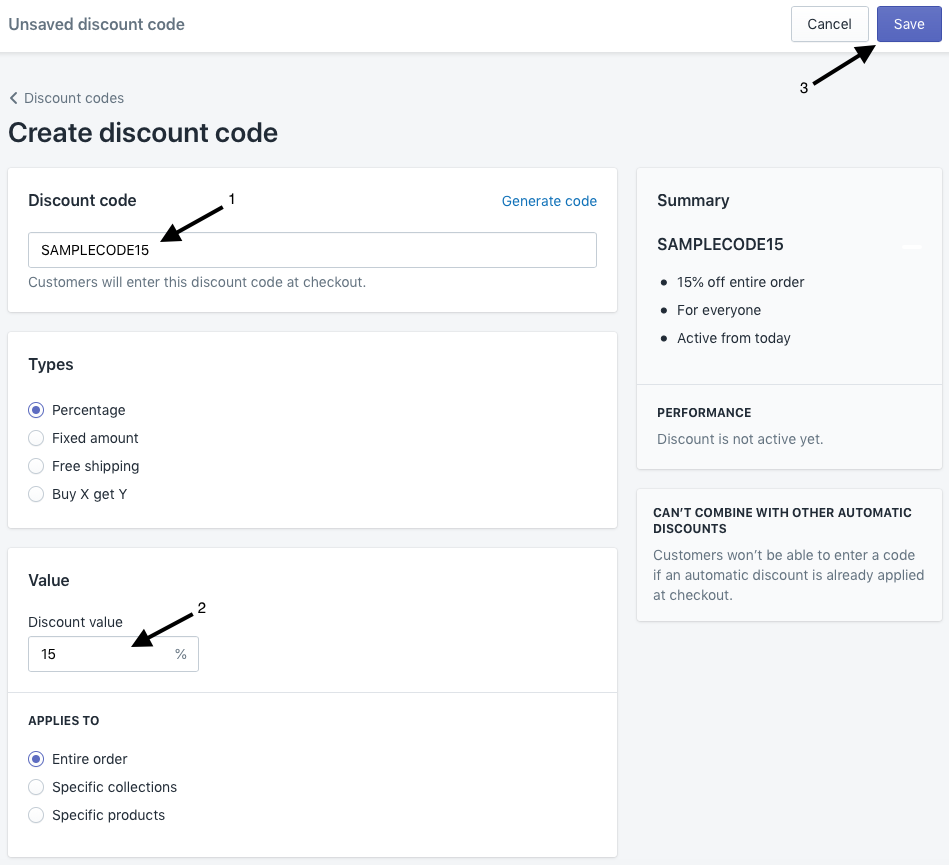 Unsaved discount code
Cancel
Save
3
Discount codes
Create discount code
Discount code
1
Generate code
SAMPLECODE15
Customers will enter this discount code at checkout.
Types
Percentage
Fixed amount
Free shipping
Buy X get Y
Value
Discount value
2
15
%
APPLIES TO
Entire order
Specific collections
Specific products
Summary
SAMPLECODE15
15% off entire order
For everyone
Active from today
PERFORMANCE
Discount is not active yet.
CAN’T COMBINE WITH OTHER AUTOMATIC
DISCOUNTS
Customers won’t be able to enter a code
if an automatic discount is already applied
at checkout.